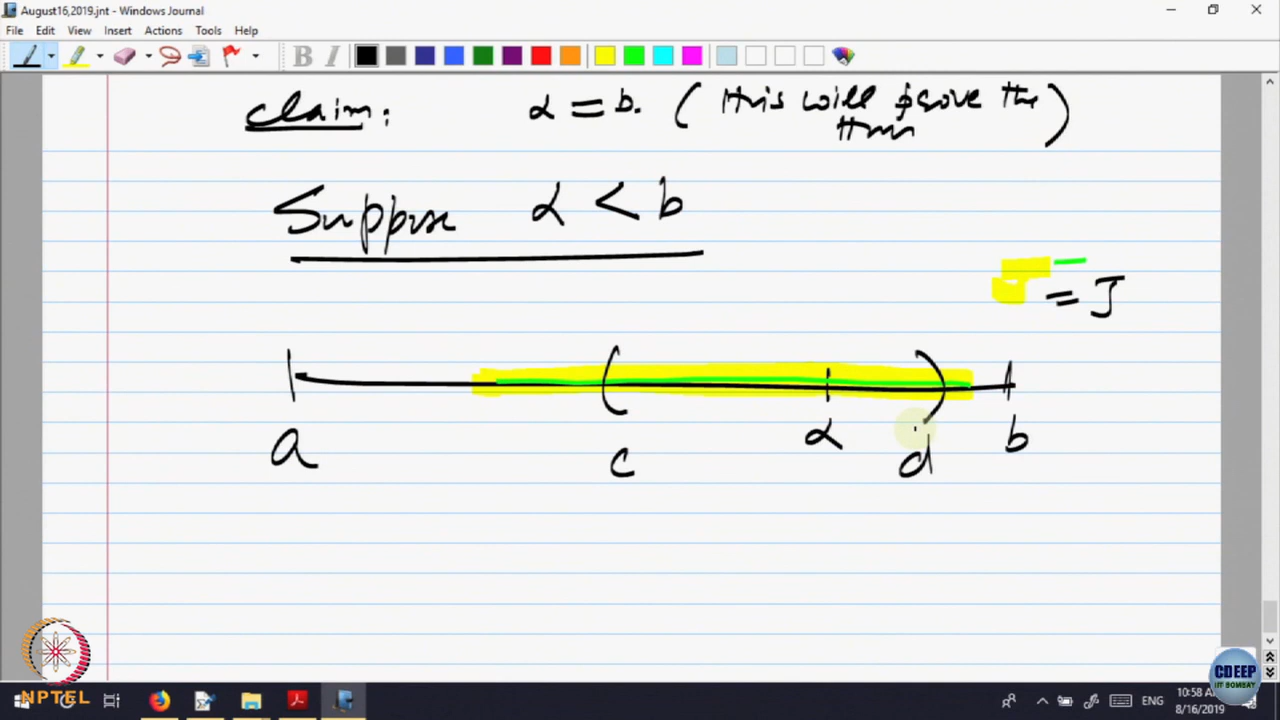 August16,2019.jnt - Windows Journal
File Edit View Insert Actions Tools Help
B I
Claim: α = b. (this will prove the
thm)
Suppose α < b
= J
a c α d b
NPTEL
CDEEP
IIT BOMBAY
ENG
10:58 A
8/16/2019